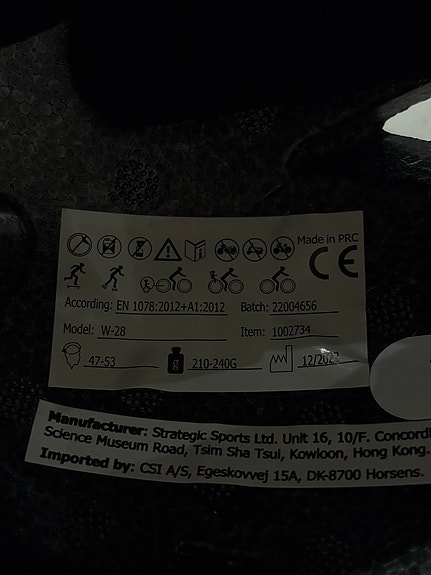 Made in PRC
CE
According: EN 1078:2012+A1:2012 Batch: 22004656
Model: W-28 Item: 1002734
47-53 g 210-240G
Manufacturer: Strategic Sports Ltd. Unit 16, 10/F. Concord
Science Museum Road, Tsim Sha Tsui, Kowloon, Hong Kong.
Imported by: CSI A/S, Egeskovvej 15A, DK-8700 Horsens.